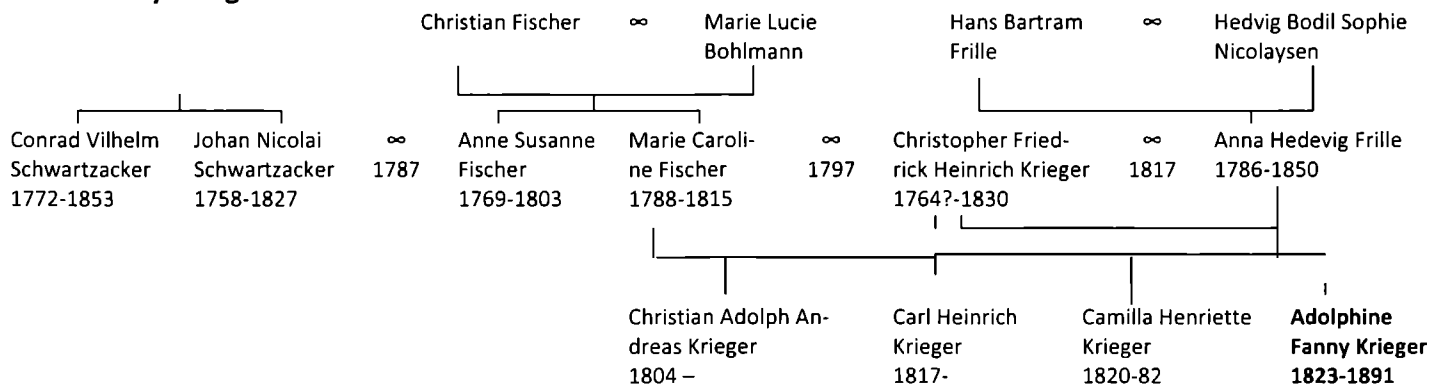 Christian Fischer ∞ Marie Lucie Bohlmann
Hans Bartram Frille ∞ Hedvig Bodil Sophie Nicolaysen
Conrad Vilhelm
Schwartzacker
1772-1853
Johan Nicolai
Schwartzacker
1758-1827
∞
1787
Anne Susanne
Fischer
1769-1803
Marie Caroli-
ne Fischer
1788-1815
∞
1797
Christopher Fried-
rick Heinrich Krieger
1764?-1830
∞
1817
Anna Hedevig Frille
1786-1850
Christian Adolph An-
dreas Krieger
1804 –
Carl Heinrich
Krieger
1817-
Camilla Henriette
Krieger
1820-82
Adolphine
Fanny Krieger
1823-1891